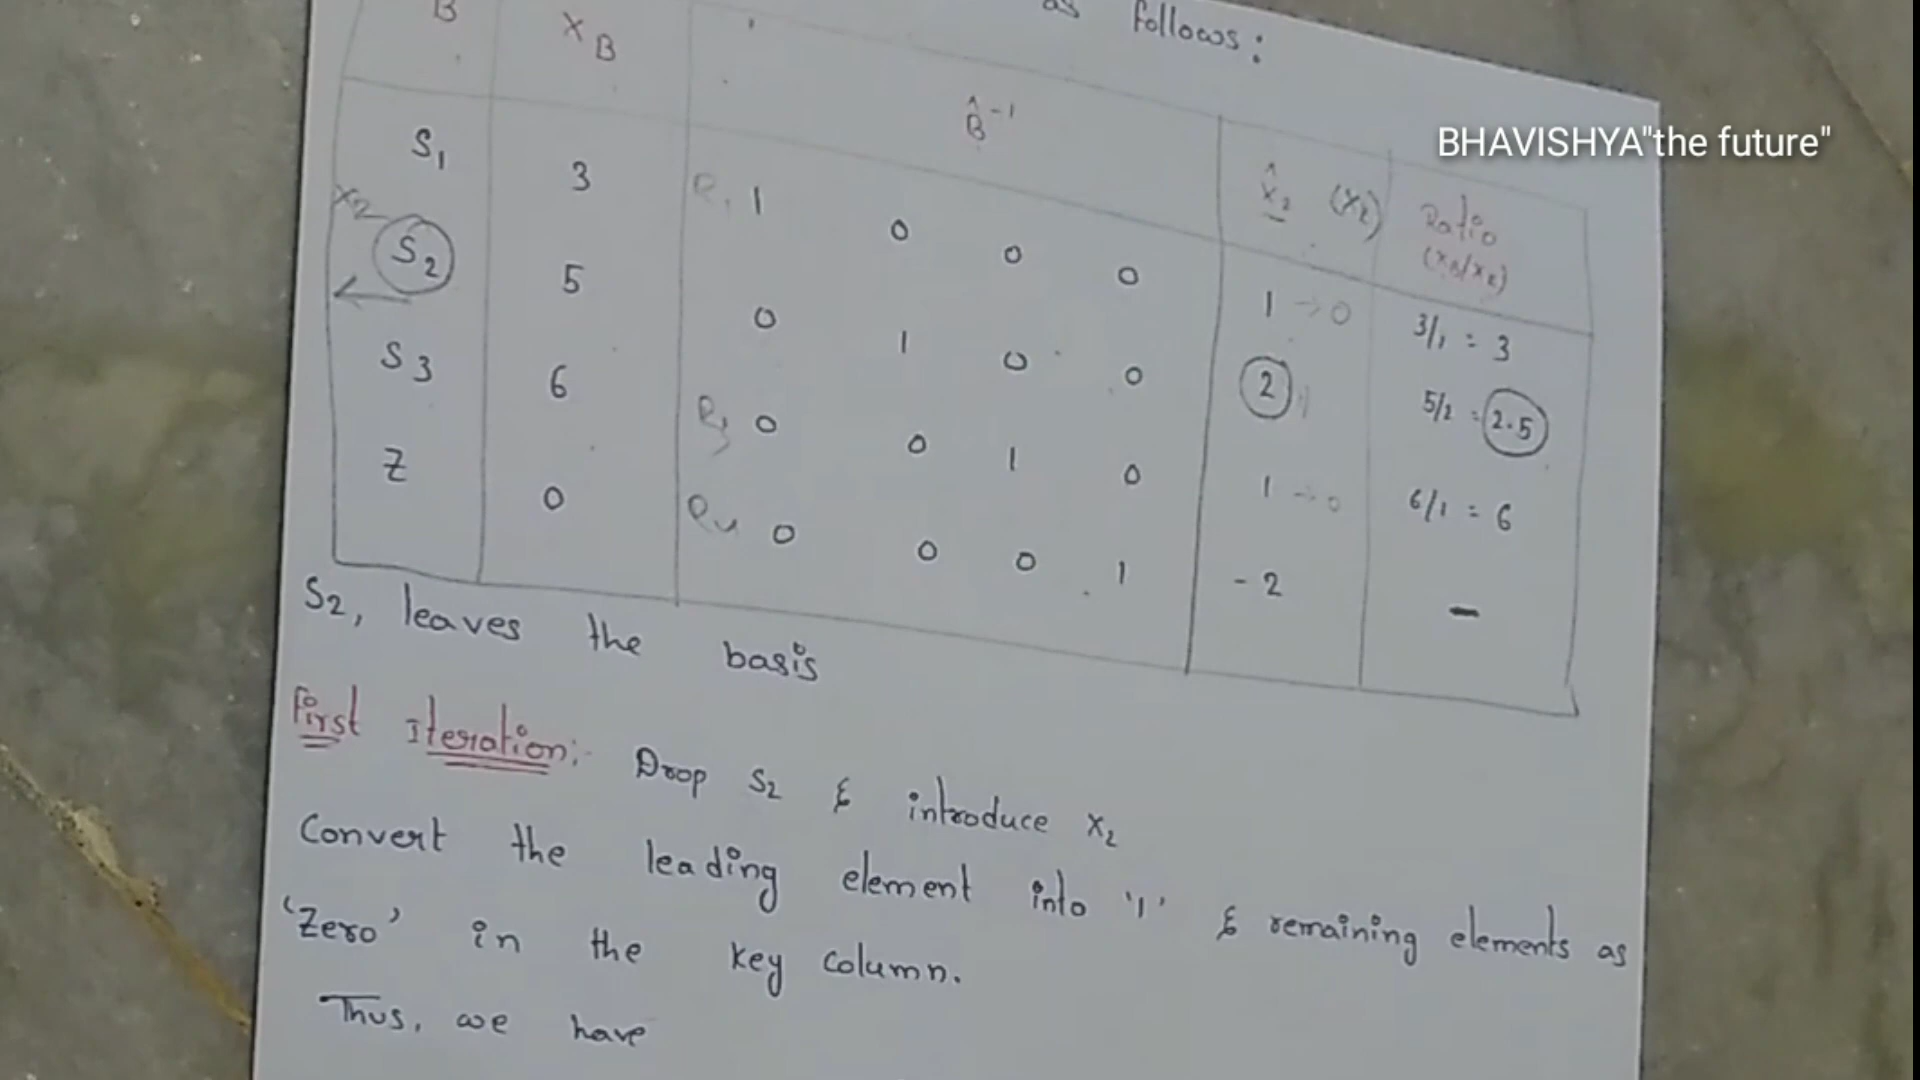 as follows:
BHAVISHYA"the future"
B X_B B̂⁻¹ x̂₂ (x₂) Ratio (x_B/x₂)
S₁ 3 R₁ 1 0 0 0 1 → 0 3/1 = 3
x₂ S₂ 5 0 1 0 0 2 5/2 = 2.5
S3 6 R₃ 0 0 1 0 1 → 0 6/1 = 6
Z 0 R₄ 0 0 0 1 - 2 -
S₂, leaves the basis
First Iteration:- Drop S₂ & introduce X₂
Convert the leading element into '1' & remaining elements as
'Zero' in the key column.
Thus, we have